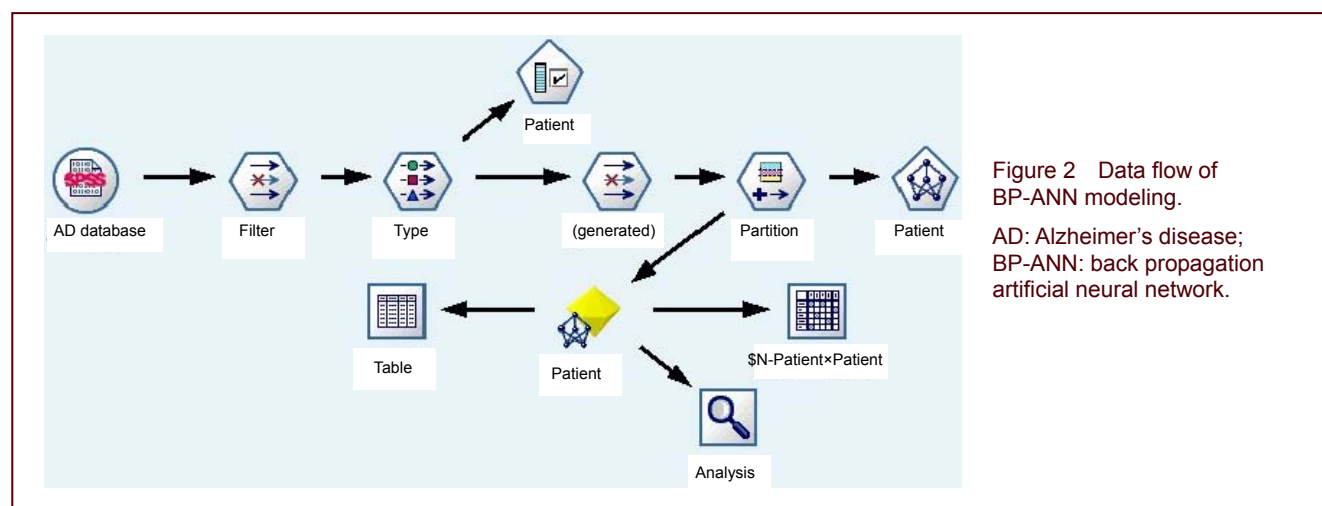 Patient
SPSS
AD database
Filter
Type
(generated)
Partition
Patient
Table
Patient
$N-Patient×Patient
Analysis
Figure 2 Data flow of
BP-ANN modeling.
AD: Alzheimer's disease;
BP-ANN: back propagation
artificial neural network.